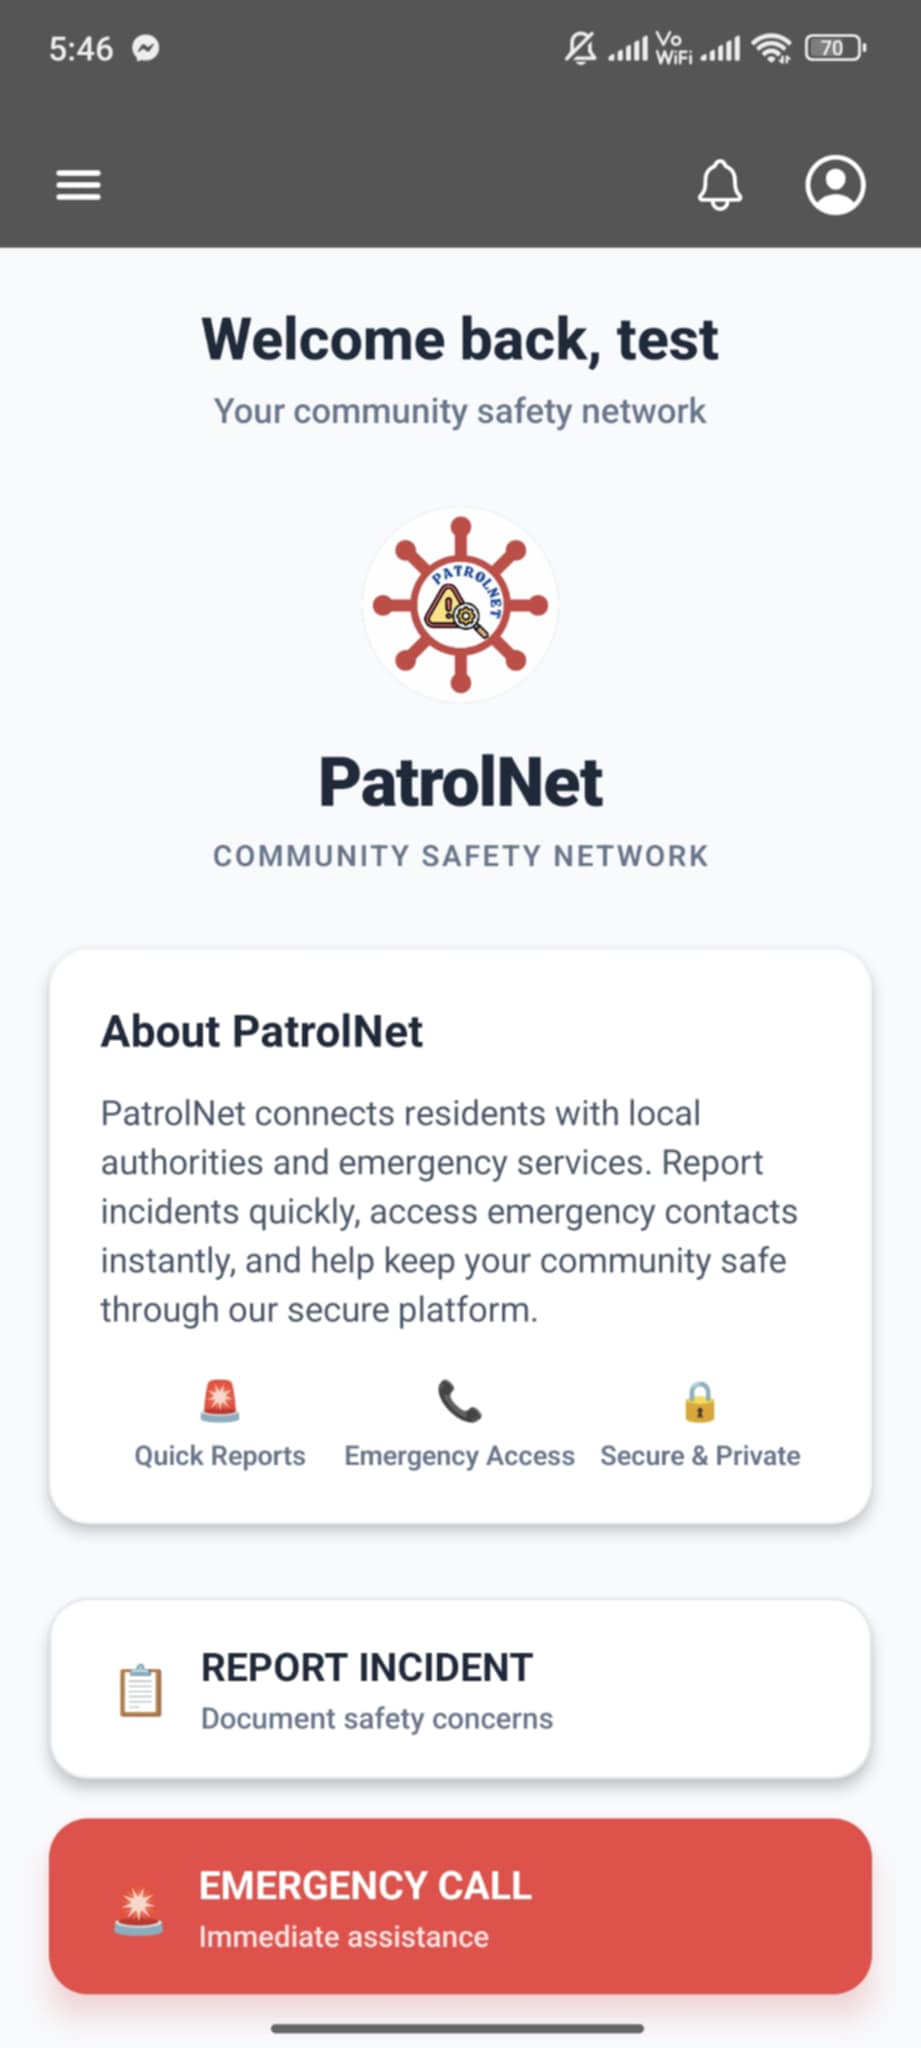 5:46
Vo
WiFi
70
Welcome back, test
Your community safety network
PATROLNET
PatrolNet
COMMUNITY SAFETY NETWORK
About PatrolNet
PatrolNet connects residents with local
authorities and emergency services. Report
incidents quickly, access emergency contacts
instantly, and help keep your community safe
through our secure platform.
Quick Reports
Emergency Access
Secure & Private
REPORT INCIDENT
Document safety concerns
EMERGENCY CALL
Immediate assistance